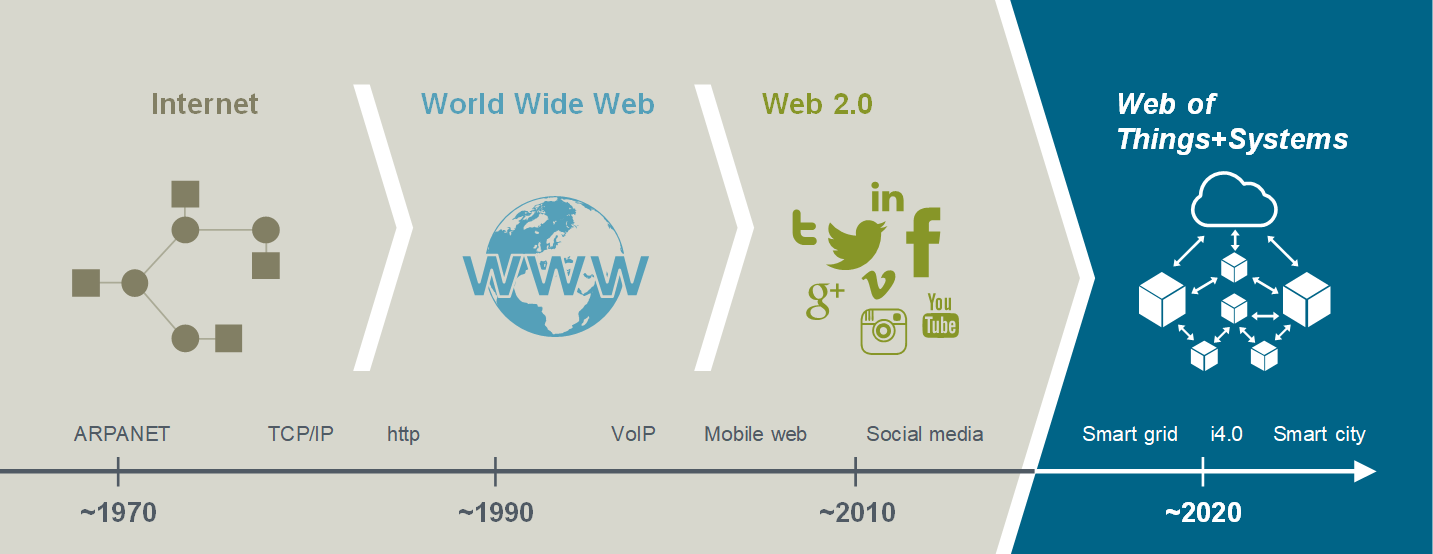 Internet
World Wide Web
Web 2.0
Web of
Things+Systems
in
t
f
WWW
v
g+
You
Tube
ARPANET
TCP/IP
http
VoIP
Mobile web
Social media
Smart grid
i4.0
Smart city
~1970
~1990
~2010
~2020